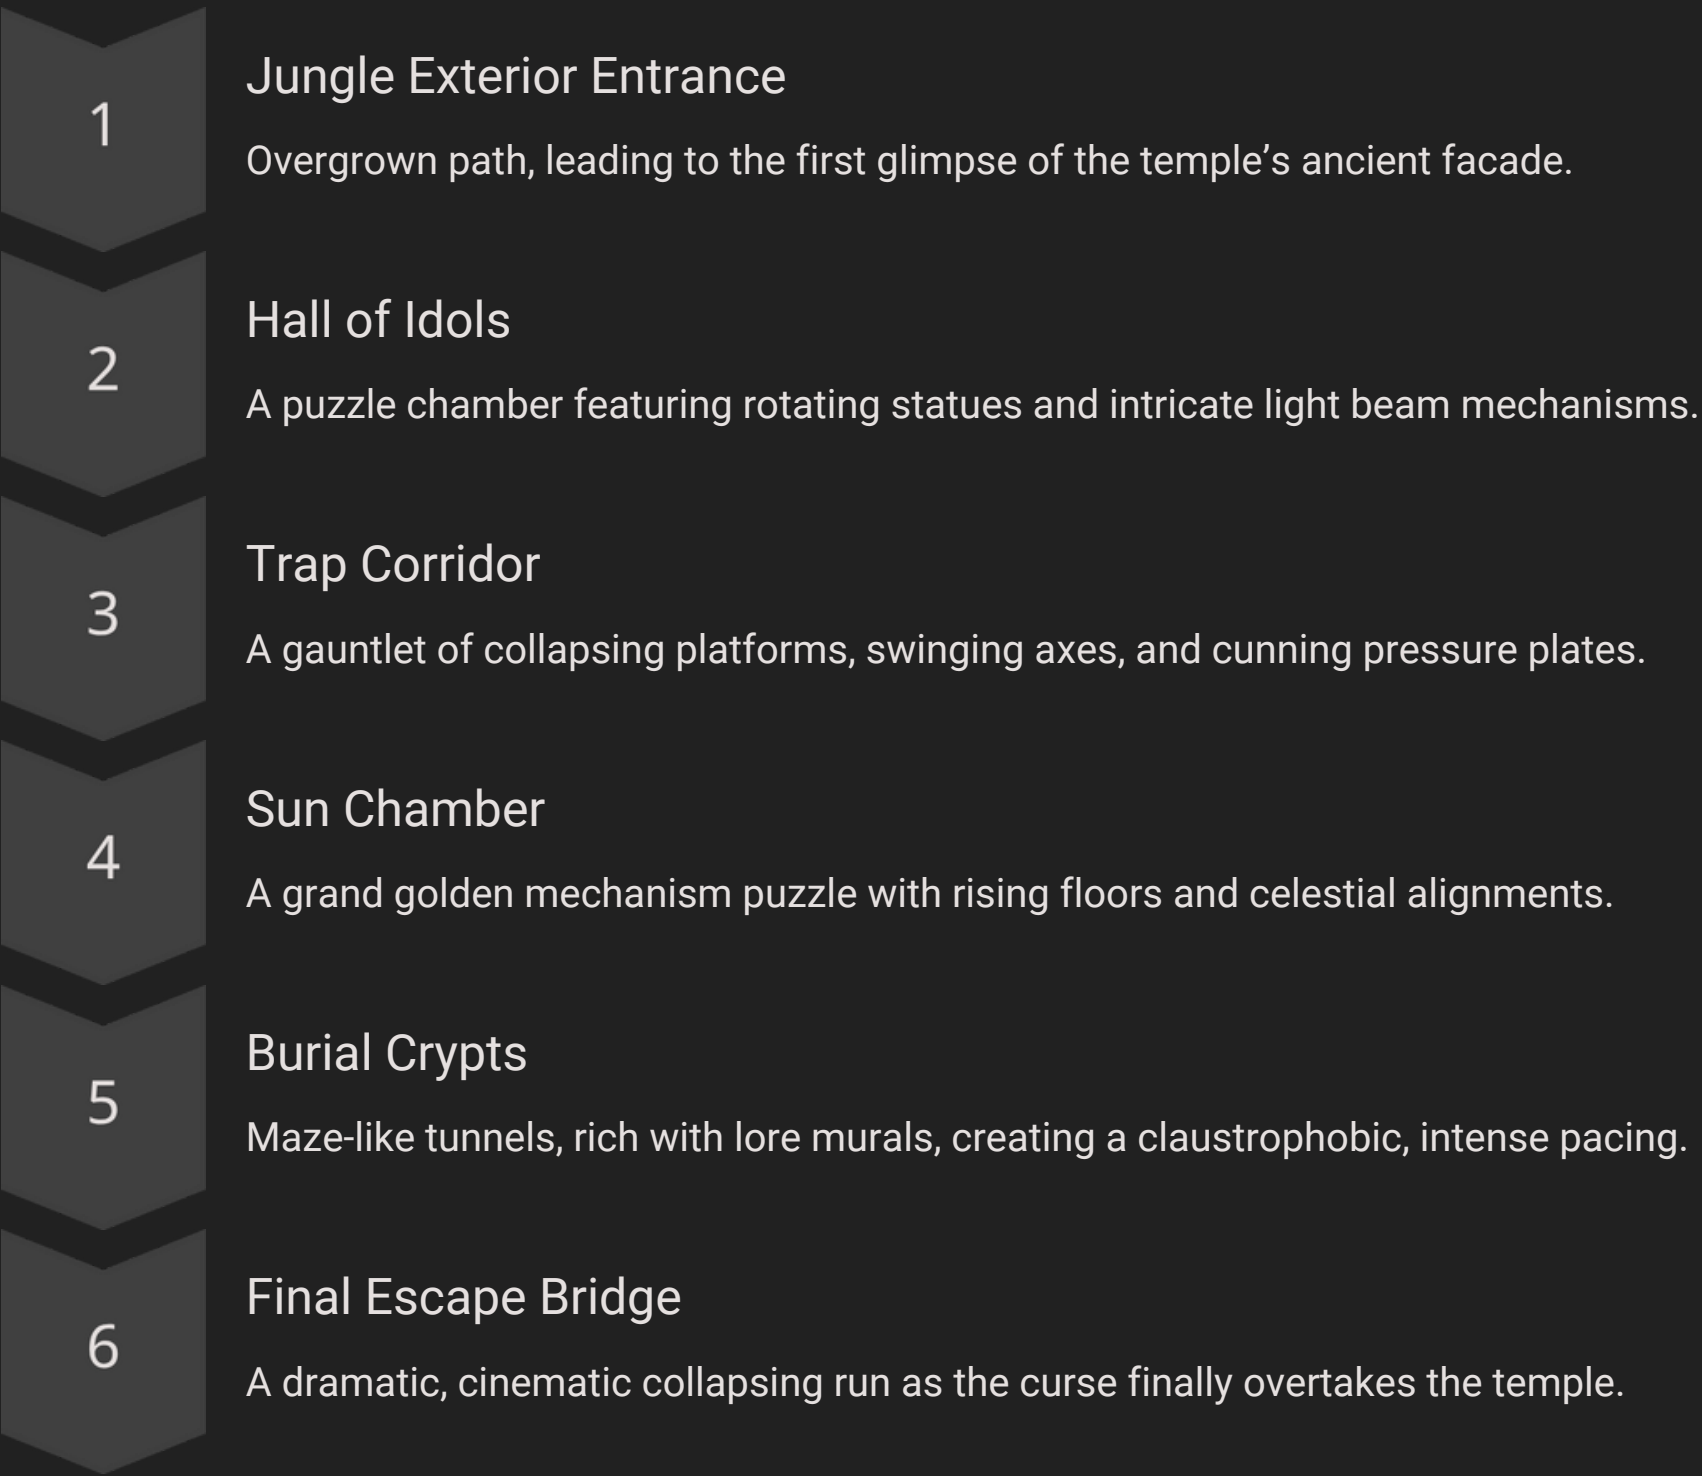 1
Jungle Exterior Entrance
Overgrown path, leading to the first glimpse of the temple’s ancient facade.
2
Hall of Idols
A puzzle chamber featuring rotating statues and intricate light beam mechanisms.
3
Trap Corridor
A gauntlet of collapsing platforms, swinging axes, and cunning pressure plates.
4
Sun Chamber
A grand golden mechanism puzzle with rising floors and celestial alignments.
5
Burial Crypts
Maze-like tunnels, rich with lore murals, creating a claustrophobic, intense pacing.
6
Final Escape Bridge
A dramatic, cinematic collapsing run as the curse finally overtakes the temple.